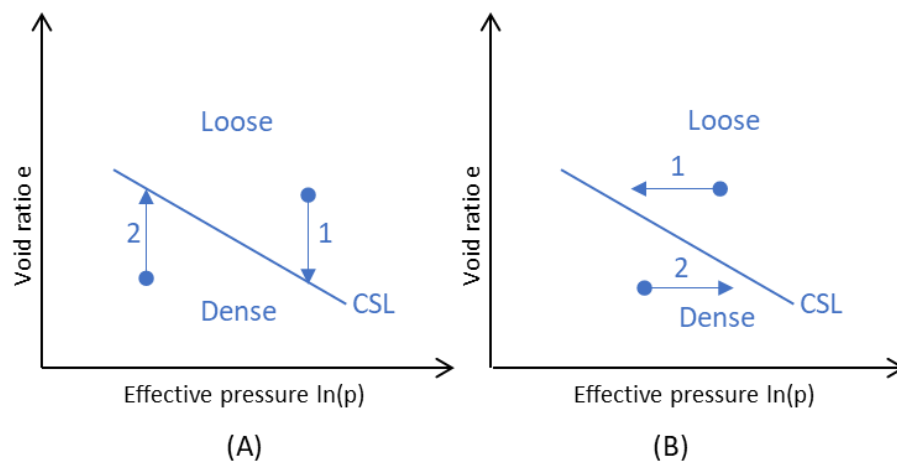 Void ratio e
Loose
2
1
Dense
CSL
Effective pressure ln(p)
(A)
Void ratio e
Loose
1
2
Dense
CSL
Effective pressure ln(p)
(B)